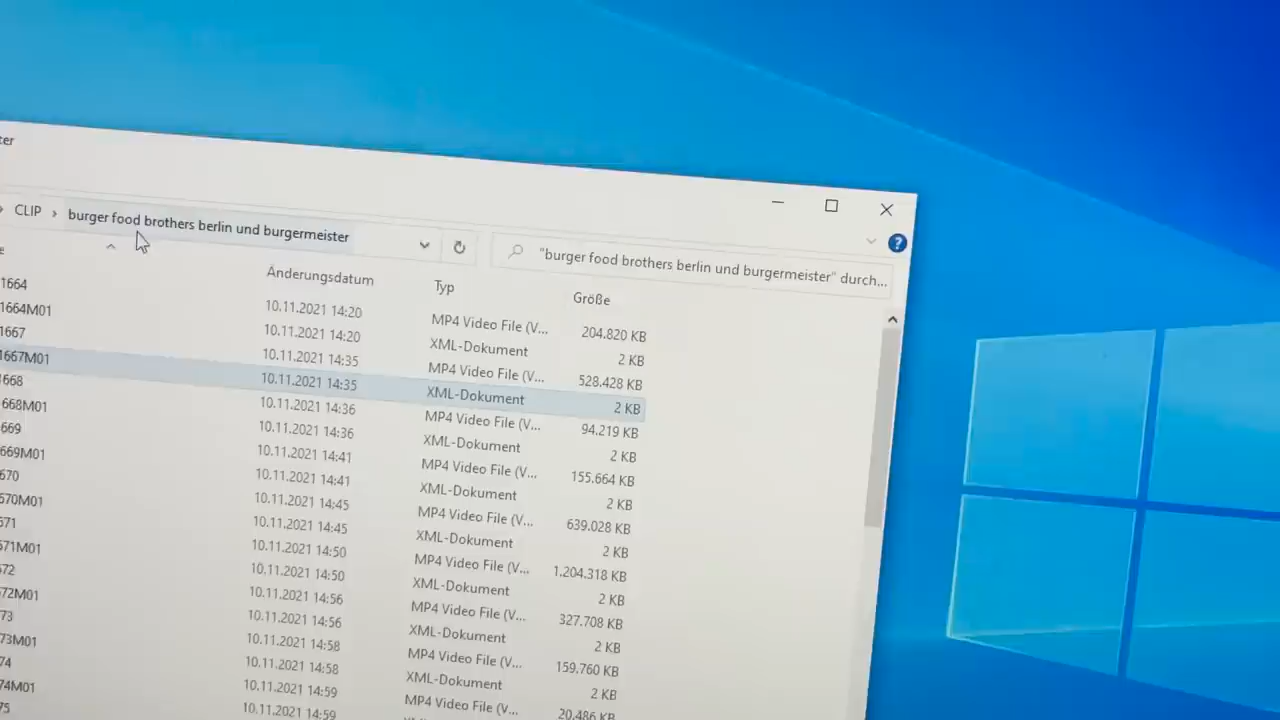 ter
CLIP > burger food brothers berlin und burgermeister
"burger food brothers berlin und burgermeister" durch...
?
e Änderungsdatum Typ Größe
1664 10.11.2021 14:20 MP4 Video File (V... 204.820 KB
1664M01 10.11.2021 14:20 XML-Dokument 2 KB
1667 10.11.2021 14:35 MP4 Video File (V... 528.428 KB
1667M01 10.11.2021 14:35 XML-Dokument 2 KB
668 10.11.2021 14:36 MP4 Video File (V... 94.219 KB
668M01 10.11.2021 14:36 XML-Dokument 2 KB
669 10.11.2021 14:41 MP4 Video File (V... 155.664 KB
669M01 10.11.2021 14:41 XML-Dokument 2 KB
670 10.11.2021 14:45 MP4 Video File (V... 639.028 KB
670M01 10.11.2021 14:45 XML-Dokument 2 KB
571 10.11.2021 14:50 MP4 Video File (V... 1.204.318 KB
571M01 10.11.2021 14:50 XML-Dokument 2 KB
72 10.11.2021 14:56 MP4 Video File (V... 327.708 KB
72M01 10.11.2021 14:56 XML-Dokument 2 KB
73 10.11.2021 14:58 MP4 Video File (V... 159.760 KB
73M01 10.11.2021 14:58 XML-Dokument 2 KB
74 10.11.2021 14:59 MP4 Video File (V... 20.486 KB
74M01 10.11.2021 14:59
75